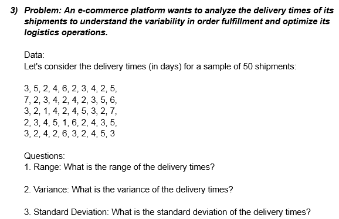 3) Problem: An e-commerce platform wants to analyze the delivery times of its
shipments to understand the variability in order fulfillment and optimize its
logistics operations.
Data:
Let's consider the delivery times (in days) for a sample of 50 shipments:
3, 5, 2, 4, 6, 2, 3, 4, 2, 5,
7, 2, 3, 4, 2, 4, 2, 3, 5, 6,
3, 2, 1, 4, 2, 4, 5, 3, 2, 7,
2, 3, 4, 5, 1, 6, 2, 4, 3, 5,
3, 2, 4, 2, 6, 3, 2, 4, 5, 3
Questions:
1. Range: What is the range of the delivery times?
2. Variance: What is the variance of the delivery times?
3. Standard Deviation: What is the standard deviation of the delivery times?